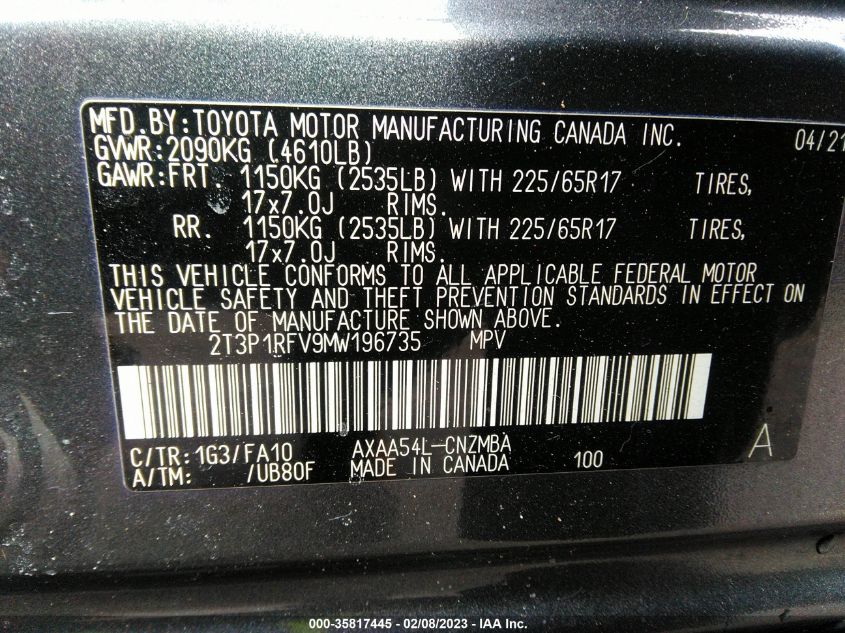 MFD.BY:TOYOTA MOTOR MANUFACTURING CANADA INC. 04/21
GVWR:2090KG (4610LB)
GAWR:FRT. 1150KG (2535LB) WITH 225/65R17 TIRES,
17x7.0J RIMS.
RR. 1150KG (2535LB) WITH 225/65R17 TIRES,
17x7.0J RIMS.
THIS VEHICLE CONFORMS TO ALL APPLICABLE FEDERAL MOTOR
VEHICLE SAFETY AND THEFT PREVENTION STANDARDS IN EFFECT ON
THE DATE OF MANUFACTURE SHOWN ABOVE.
2T3P1RFV9MW196735 MPV
C/TR:1G3/FA10 AXAA54L-CNZMBA A
A/TM: /UB80F MADE IN CANADA 100
000-35817445 - 02/08/2023 - IAA Inc.